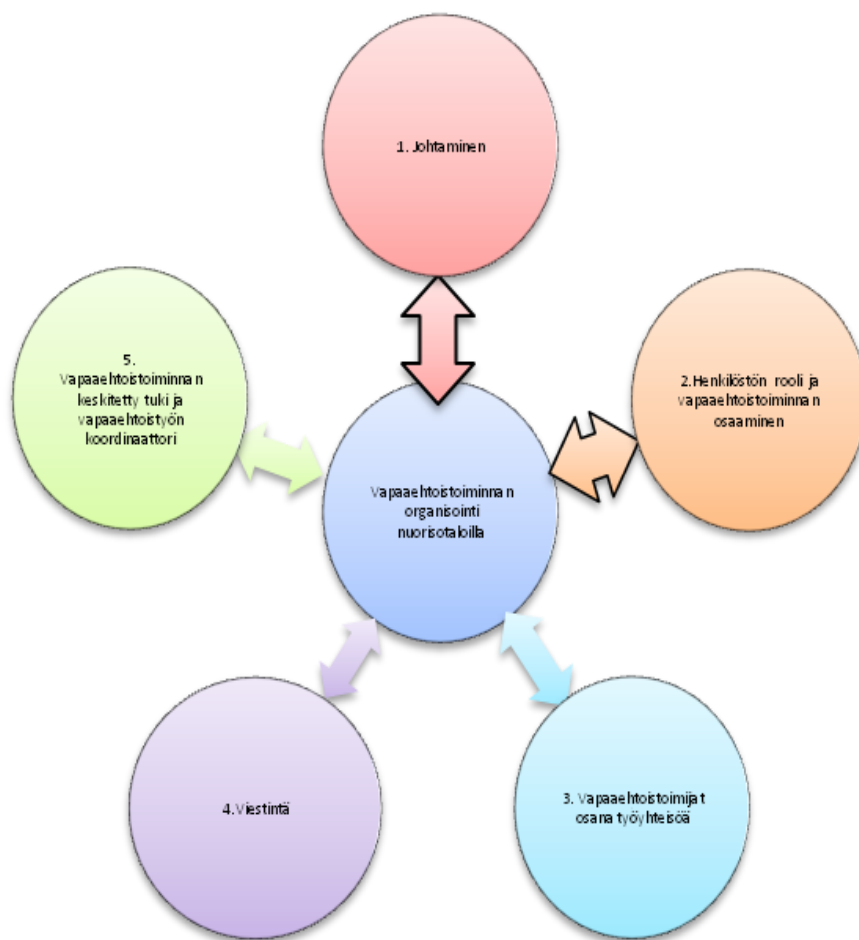 1. Johtaminen
2.Henkilöstön rooli ja
vapaaehtoistoiminnan
osaaminen
3. Vapaaehtoistoimijat
osana työyhteisöä
4.Viestintä
5.
Vapaaehtoistoiminnan
keskitetty tuki ja
vapaaehtoistyön
koordinaattori
Vapaaehtoistoiminnan
organisointi
nuorisotaloilla